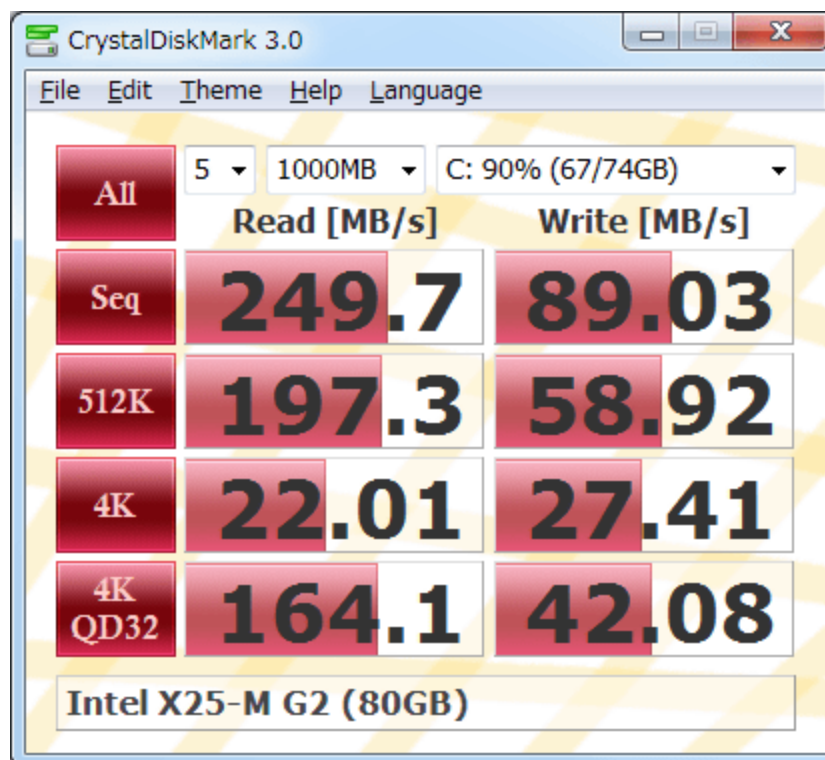 CrystalDiskMark 3.0
File Edit Theme Help Language
All 5 1000MB C: 90% (67/74GB)
Read [MB/s] Write [MB/s]
Seq 249.7 89.03
512K 197.3 58.92
4K 22.01 27.41
4K QD32 164.1 42.08
Intel X25-M G2 (80GB)